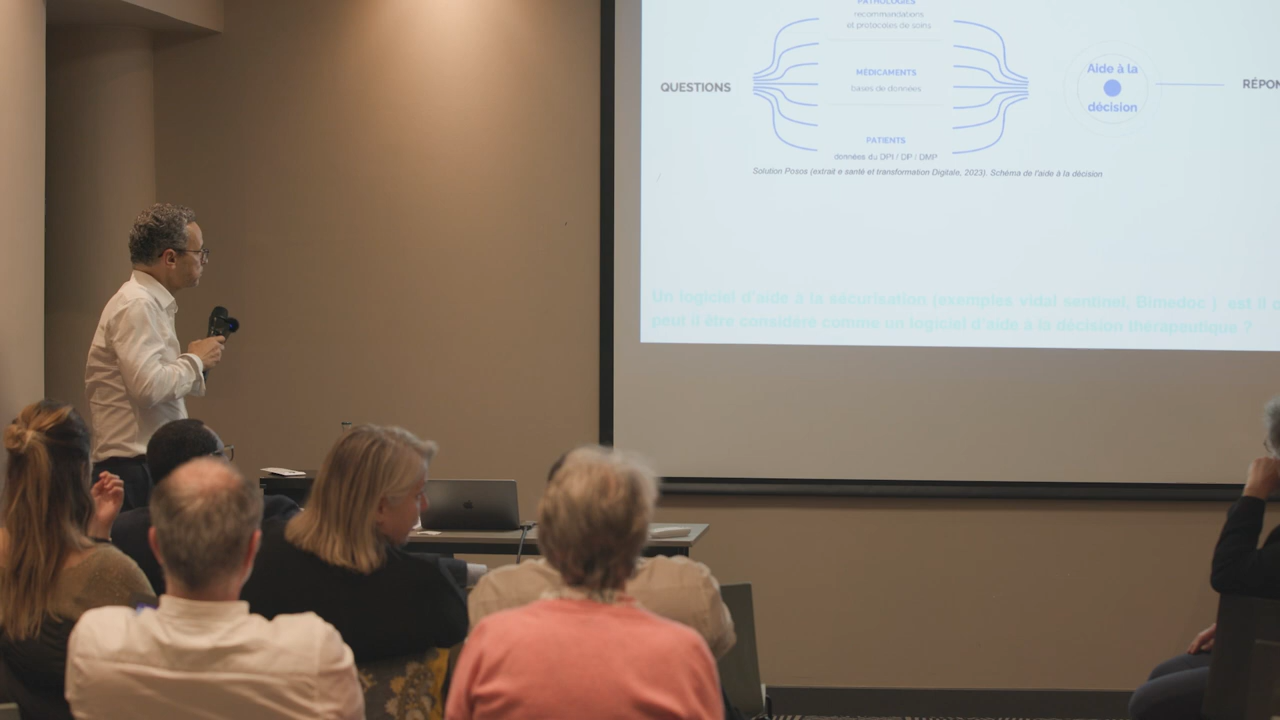 PATHOLOGIES
recommandations
et protocoles de soins
QUESTIONS
MÉDICAMENTS
bases de données
Aide à la
décision
RÉPON
PATIENTS
données du DPI / DP / DMP
Solution Posos (extrait e santé et transformation Digitale, 2023). Schéma de l'aide à la décision
Un logiciel d'aide a la sécurisation (exemples vidal sentinel, Bimedoc ) est il
peut il être considéré comme un logiciel d'aide a la décision thérapeutique ?